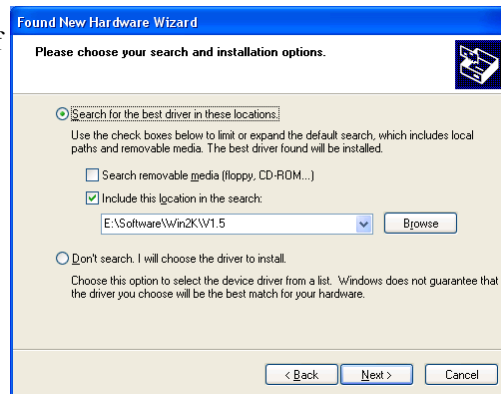 Found New Hardware Wizard
f
Please choose your search and installation options.
Search for the best driver in these locations.
Use the check boxes below to limit or expand the default search, which includes local
paths and removable media. The best driver found will be installed.
Search removable media (floppy, CD-ROM...)
Include this location in the search:
E:\Software\Win2K\V1.5
Browse
Don't search. I will choose the driver to install.
Choose this option to select the device driver from a list. Windows does not guarantee that
the driver you choose will be the best match for your hardware.
< Back
Next >
Cancel